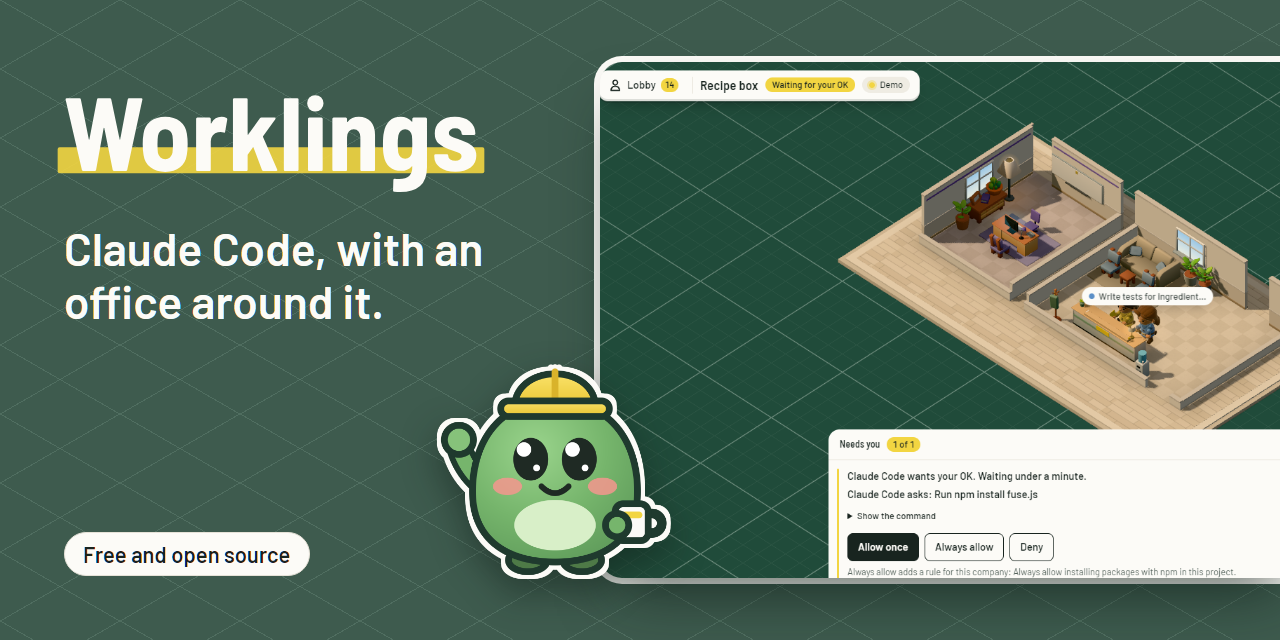 Worklings
Claude Code, with an
office around it.
Free and open source
Lobby 14 Recipe box Waiting for your OK Demo
Write tests for Ingredient...
Needs you 1 of 1
Claude Code wants your OK. Waiting under a minute.
Claude Code asks: Run npm install fuse.js
Show the command
Allow once Always allow Deny
Always allow adds a rule for this company: Always allow installing packages with npm in this project.